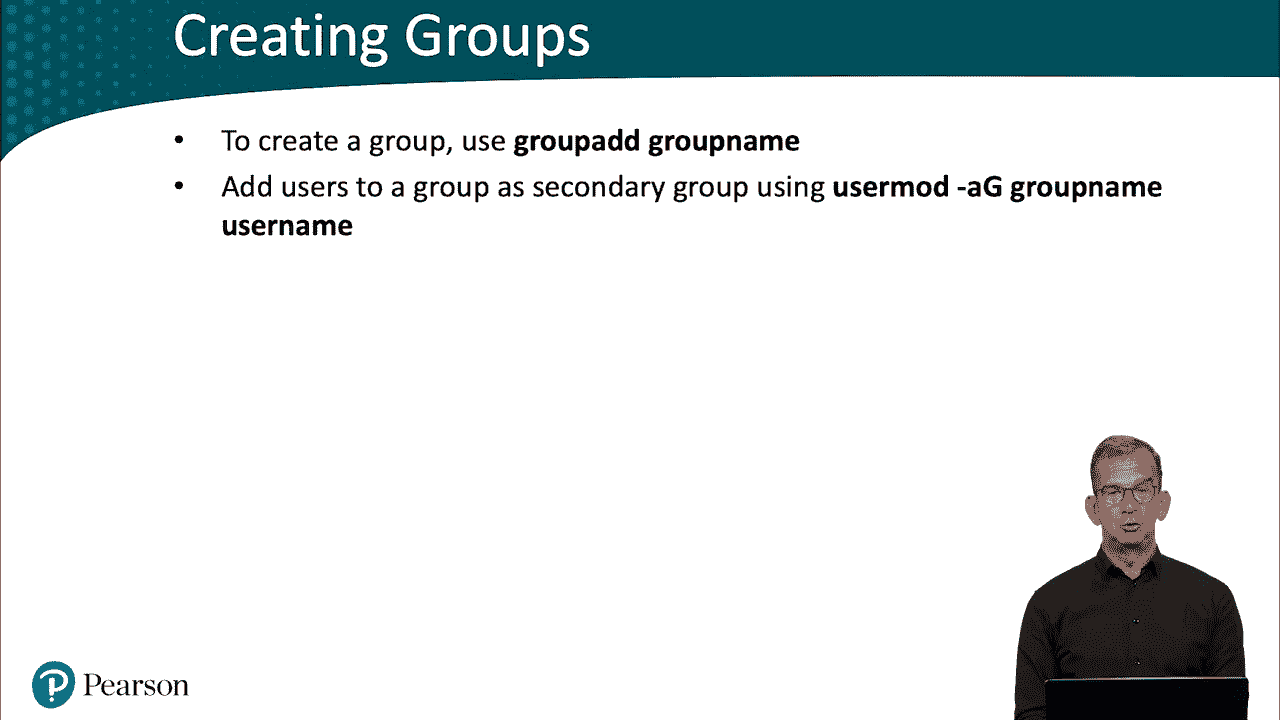 Creating Groups
• To create a group, use groupadd groupname
• Add users to a group as secondary group using usermod -aG groupname
username
Pearson